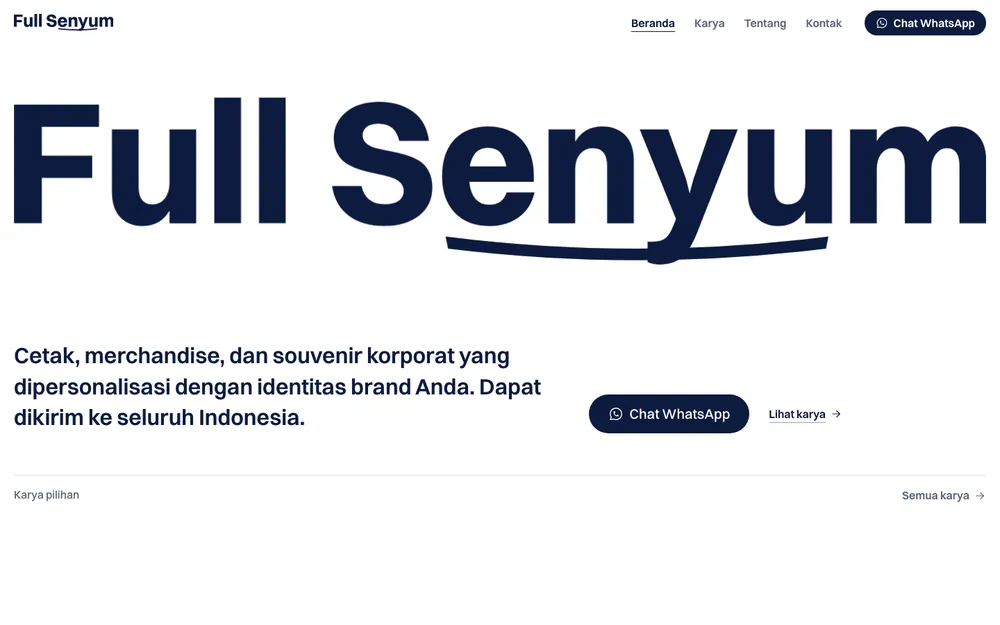 Full Senyum
Beranda
Karya
Tentang
Kontak
Chat WhatsApp
Full Senyum
Cetak, merchandise, dan souvenir korporat yang
dipersonalisasi dengan identitas brand Anda. Dapat
dikirim ke seluruh Indonesia.
Chat WhatsApp
Lihat karya →
Karya pilihan
Semua karya →